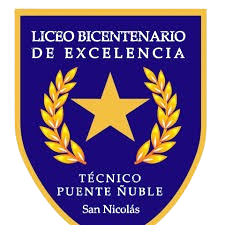 LICEO BICENTENARIO
DE EXCELENCIA
TÉCNICO
PUENTE ÑUBLE
San Nicolás